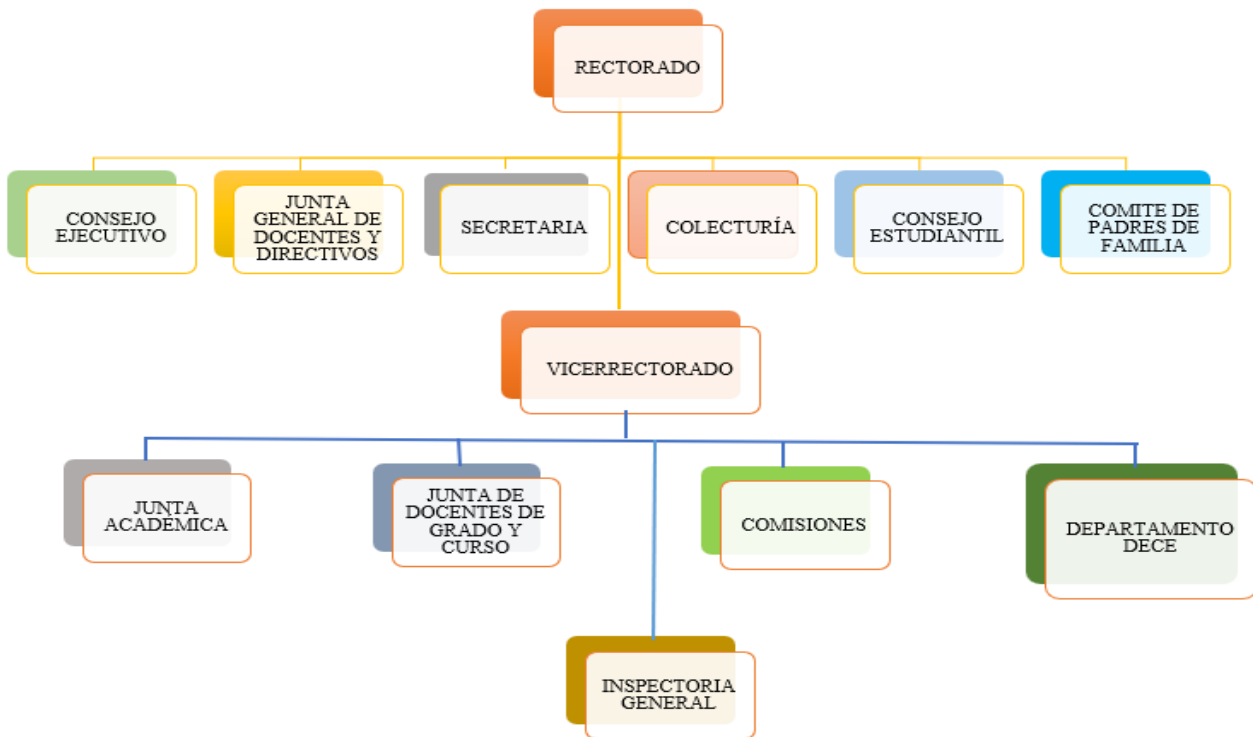 RECTORADO
CONSEJO
EJECUTIVO
JUNTA
GENERAL DE
DOCENTES Y
DIRECTIVOS
SECRETARIA
COLECTURÍA
CONSEJO
ESTUDIANTIL
COMITE DE
PADRES DE
FAMILIA
VICERRECTORADO
JUNTA
ACADÉMICA
JUNTA DE
DOCENTES DE
GRADO Y
CURSO
COMISIONES
DEPARTAMENTO
DECE
INSPECTORIA
GENERAL